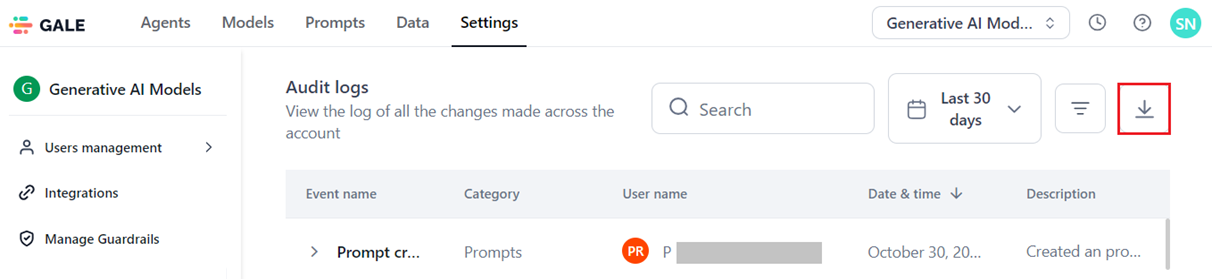 GALE Agents Models Prompts Data Settings Generative AI Mod... SN
G Generative AI Models
Users management
Integrations
Manage Guardrails
Audit logs
View the log of all the changes made across the
account
Search
Last 30
days
Event name Category User name Date & time Description
Prompt cr... Prompts PR P October 30, 20... Created an pro...